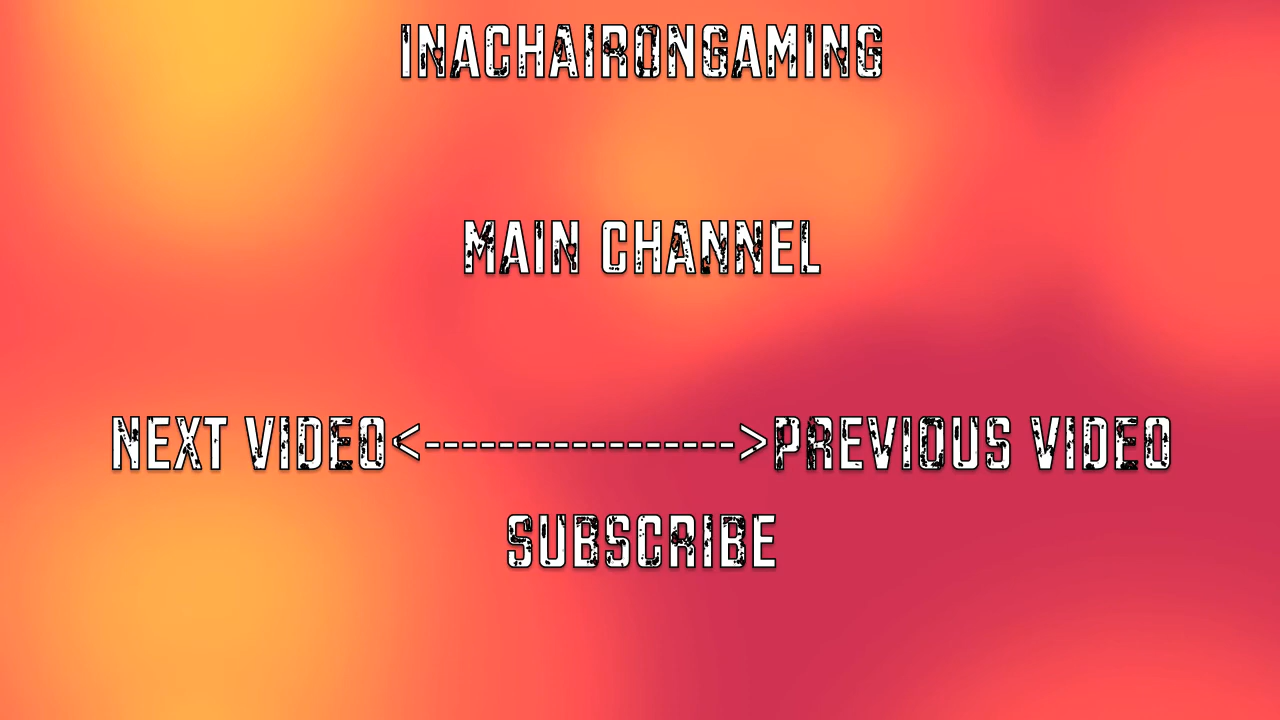 INACHAIRONGAMING
MAIN CHANNEL
NEXT VIDEO<----------------->PREVIOUS VIDEO
SUBSCRIBE